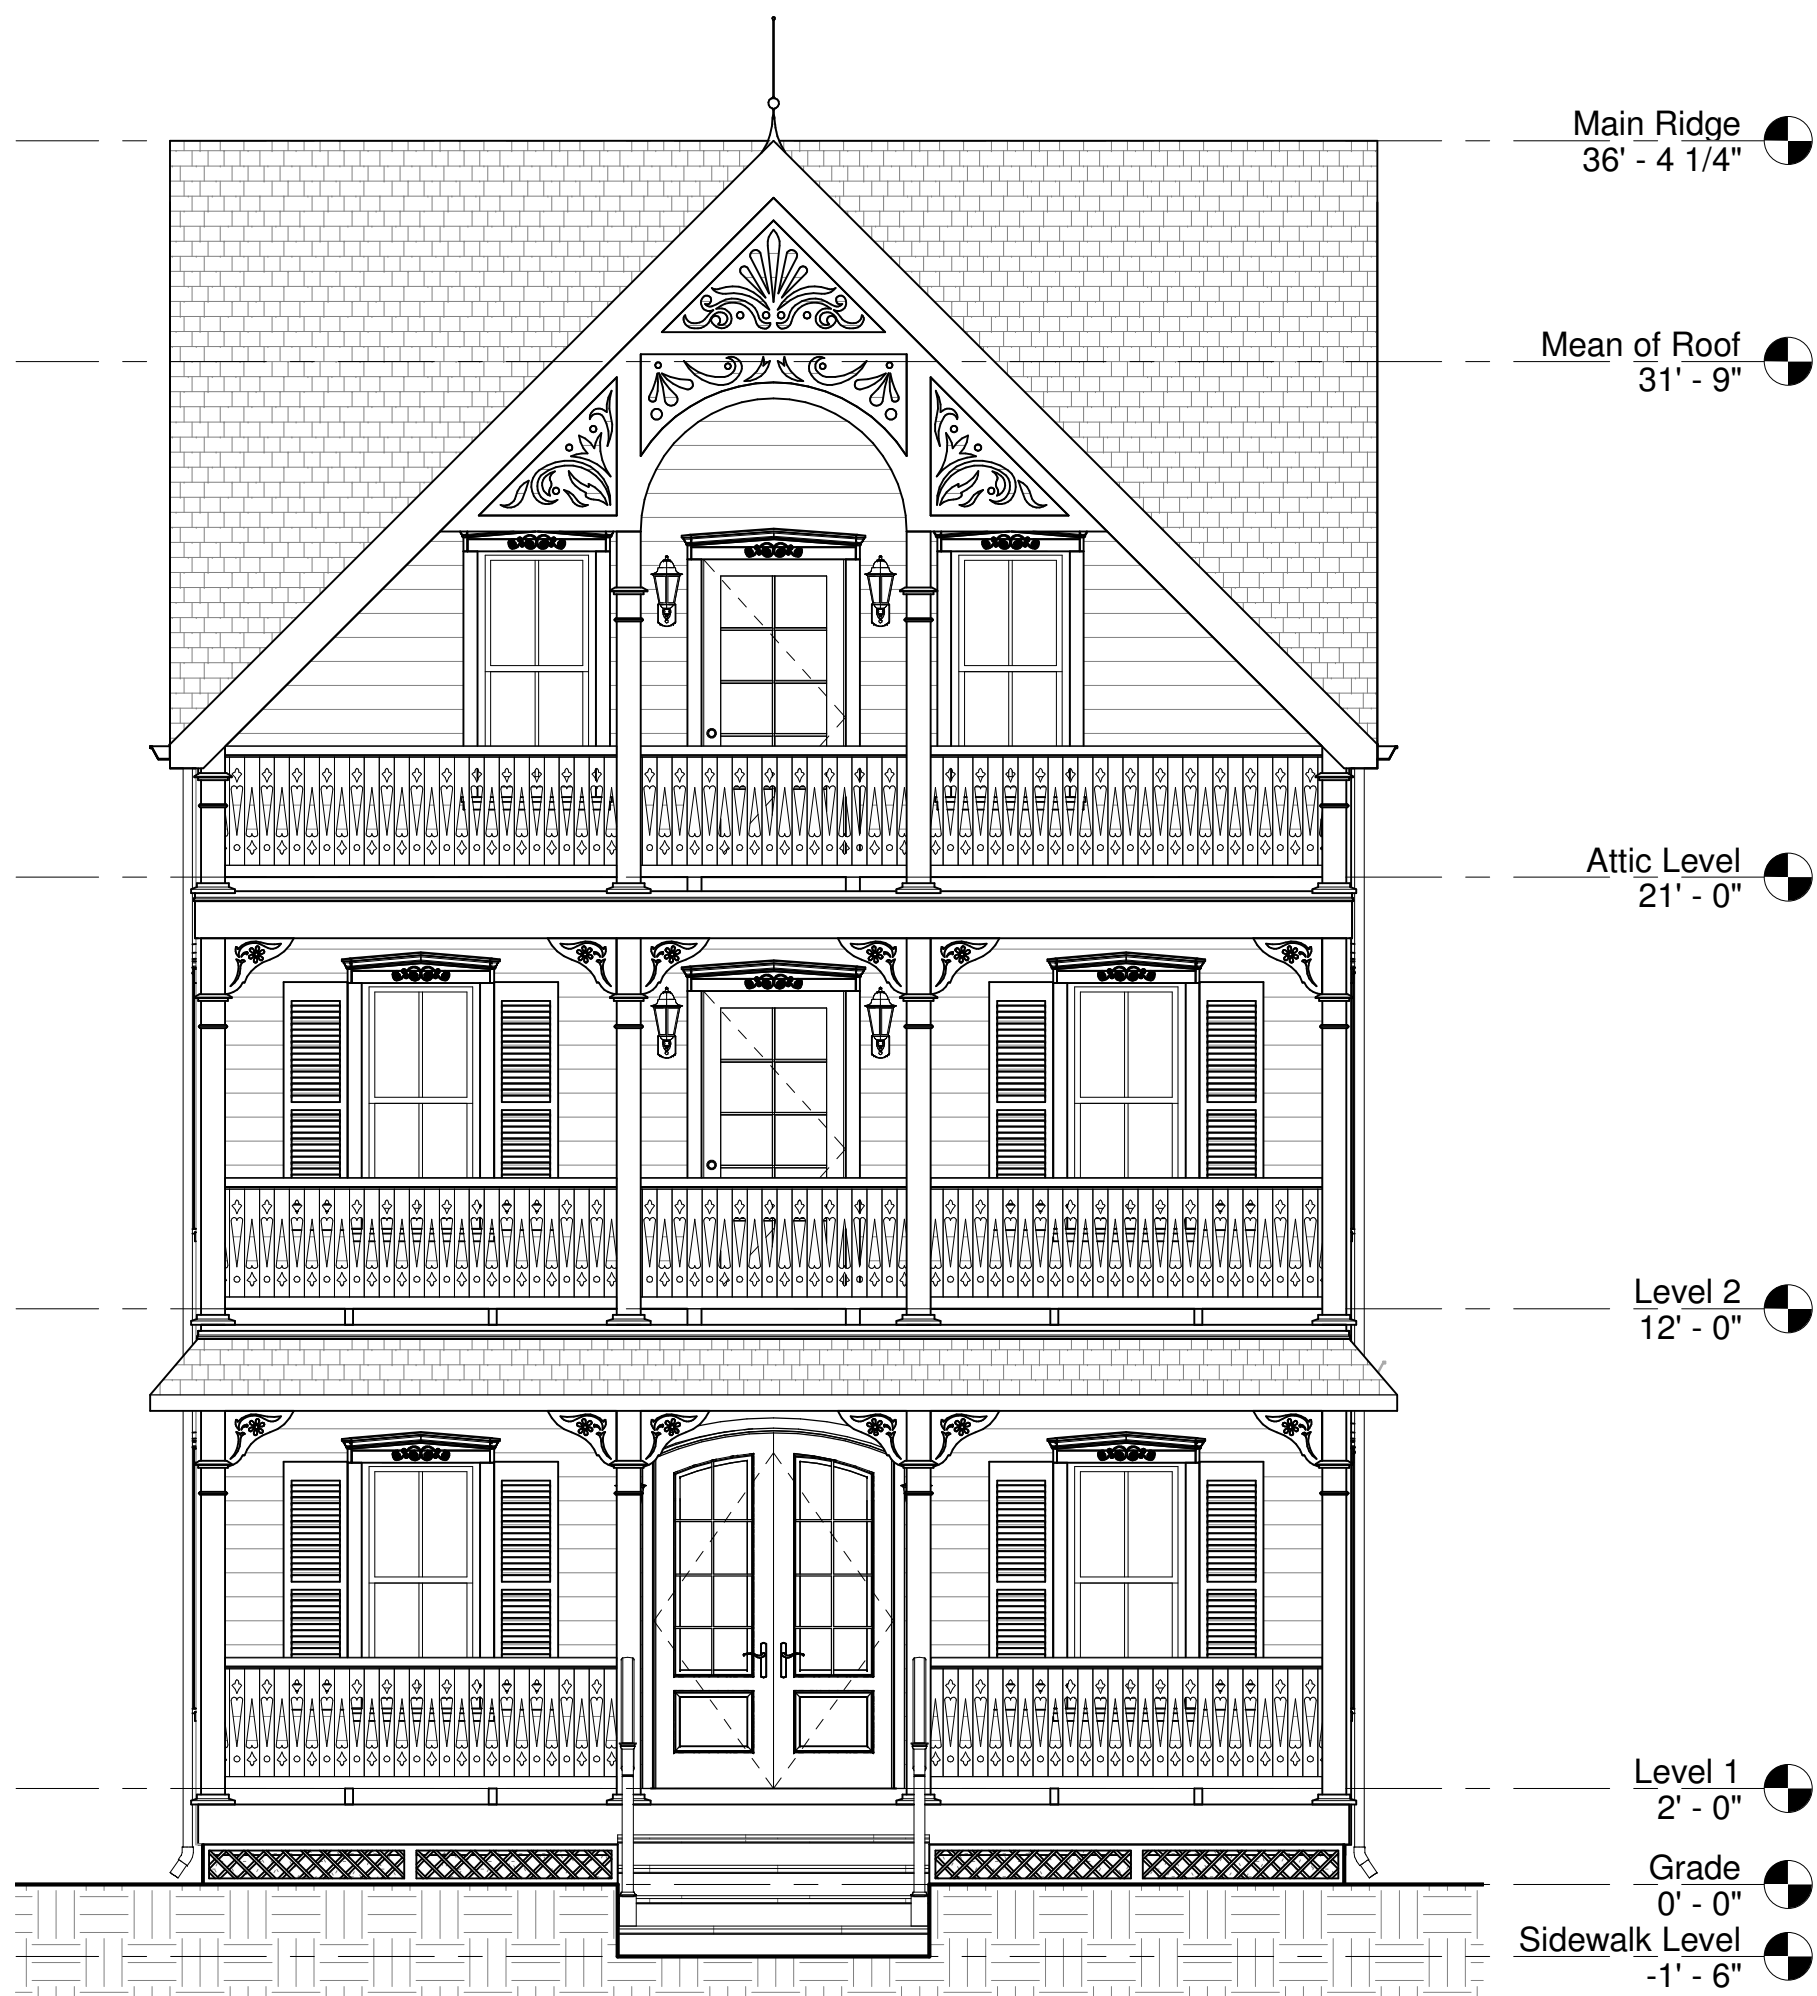 Main Ridge
36' - 4 1/4"
Mean of Roof
31' - 9"
Attic Level
21' - 0"
Level 2
12' - 0"
Level 1
2' - 0"
Grade
0' - 0"
Sidewalk Level
-1' - 6"